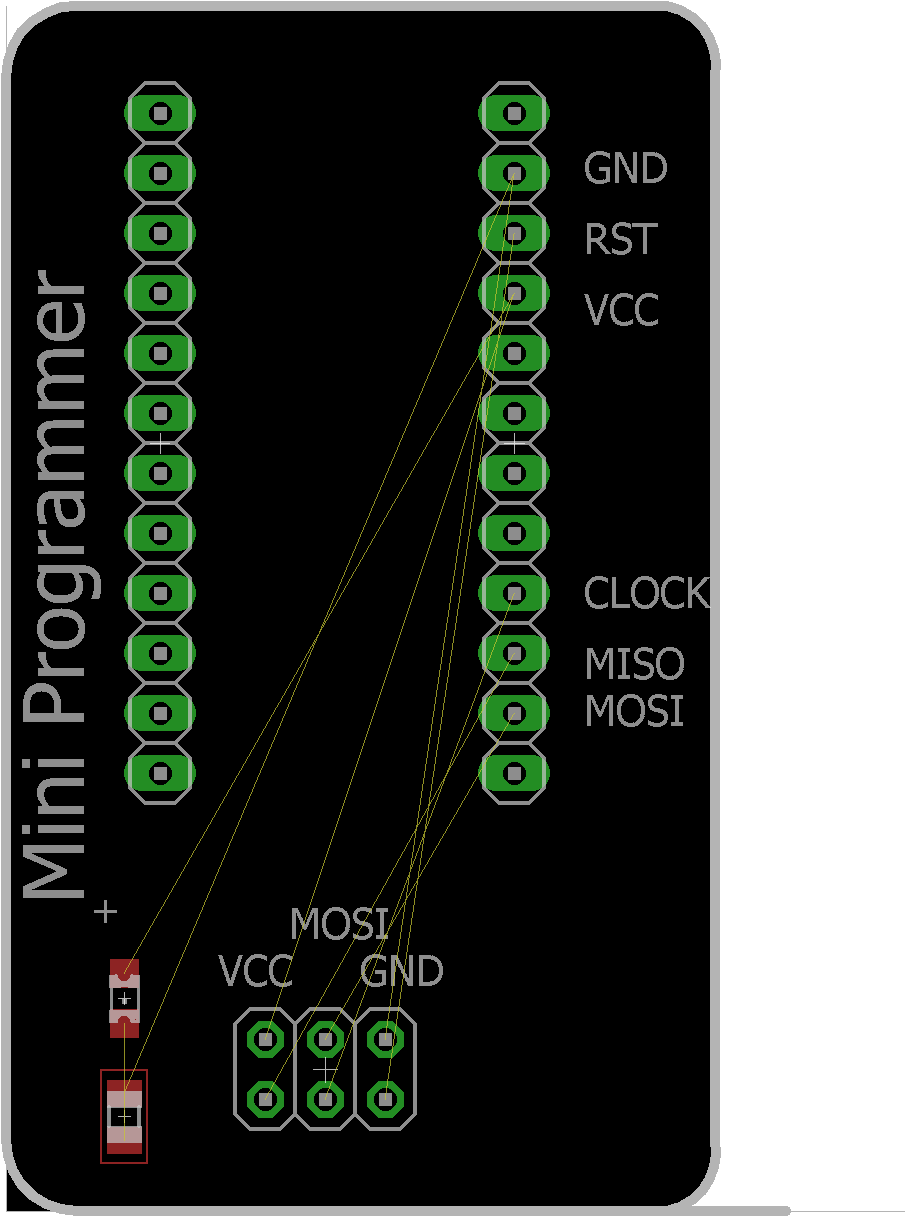 GND
RST
VCC
Mini Programmer
CLOCK
MISO
MOSI
+
MOSI
VCC GND